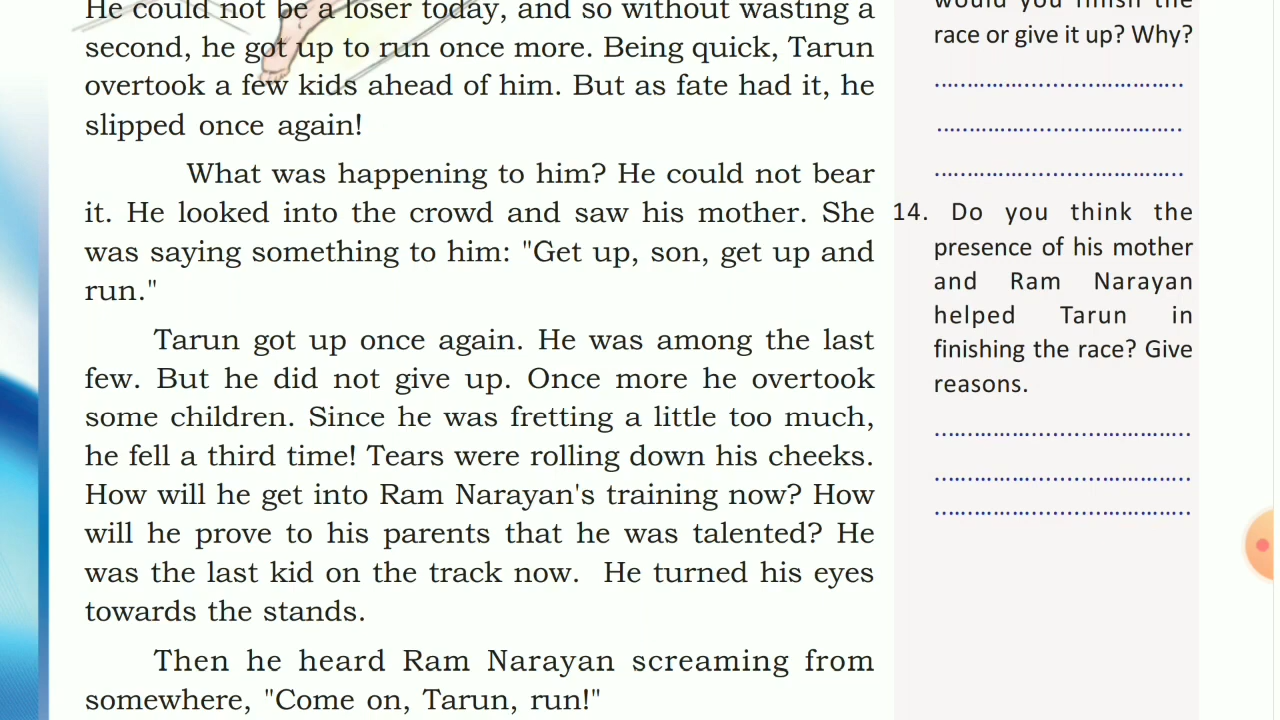 He could not be a loser today, and so without wasting a
second, he got up to run once more. Being quick, Tarun
overtook a few kids ahead of him. But as fate had it, he
slipped once again!
What was happening to him? He could not bear
it. He looked into the crowd and saw his mother. She
was saying something to him: "Get up, son, get up and
run."
Tarun got up once again. He was among the last
few. But he did not give up. Once more he overtook
some children. Since he was fretting a little too much,
he fell a third time! Tears were rolling down his cheeks.
How will he get into Ram Narayan's training now? How
will he prove to his parents that he was talented? He
was the last kid on the track now. He turned his eyes
towards the stands.
Then he heard Ram Narayan screaming from
somewhere, "Come on, Tarun, run!"
would you finish the
race or give it up? Why?
14. Do you think the
presence of his mother
and Ram Narayan
helped Tarun in
finishing the race? Give
reasons.